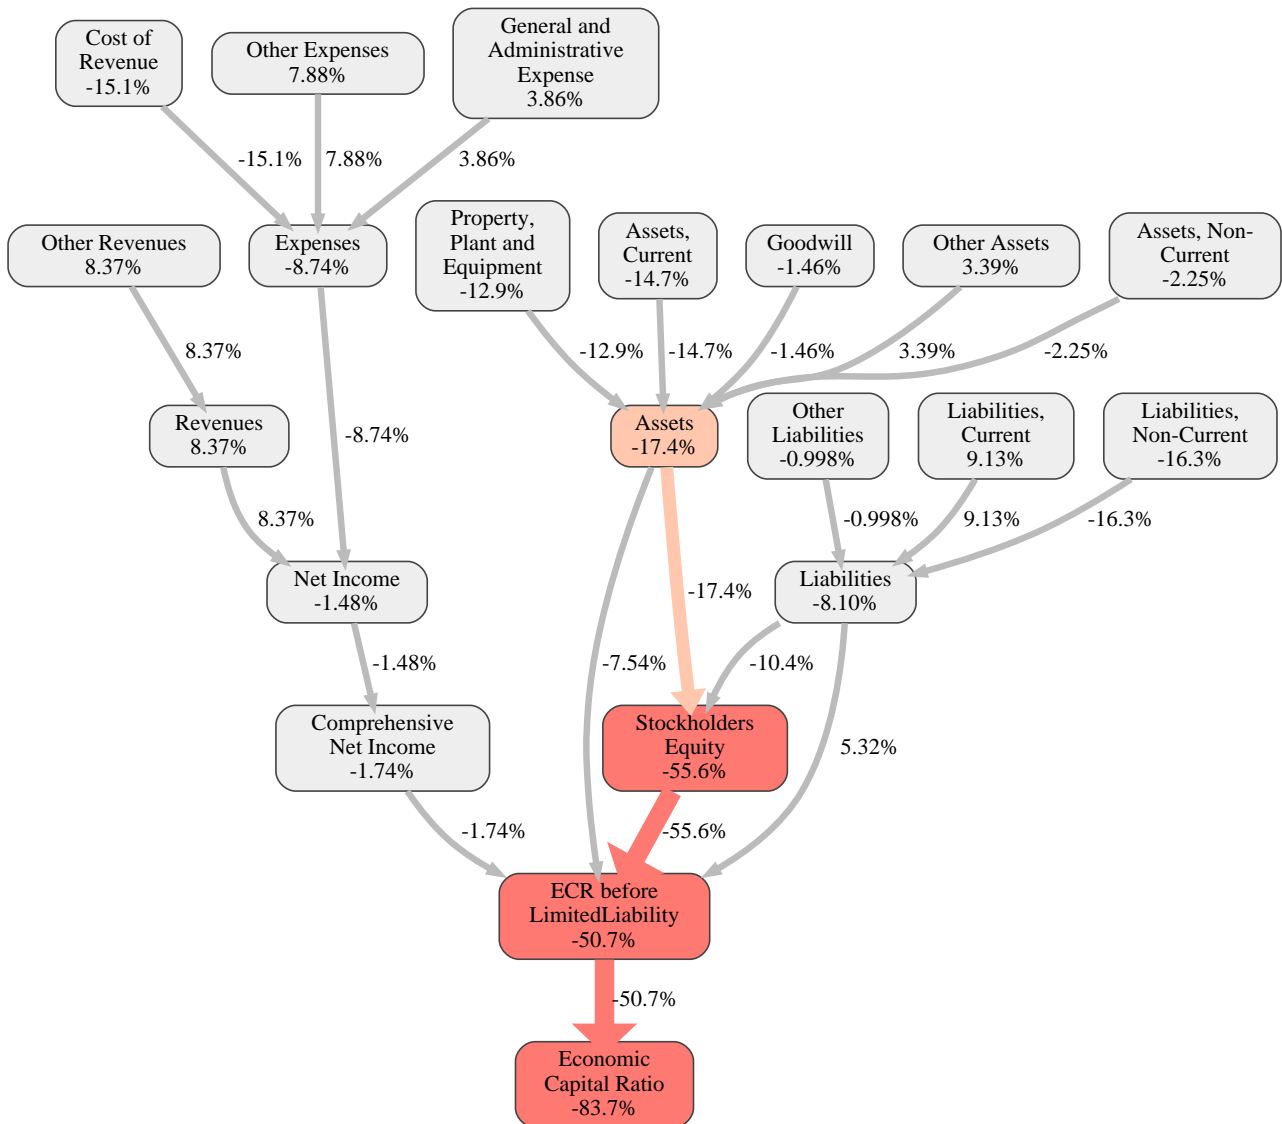 Cost of
Revenue
-15.1%
Other Expenses
7.88%
General and
Administrative
Expense
3.86%
-15.1%
7.88%
3.86%
Other Revenues
8.37%
Expenses
-8.74%
Property,
Plant and
Equipment
-12.9%
Assets,
Current
-14.7%
Goodwill
-1.46%
Other Assets
3.39%
Assets, Non-
Current
-2.25%
8.37%
-12.9%
-14.7%
-1.46%
3.39%
-2.25%
Revenues
8.37%
-8.74%
Assets
-17.4%
Other
Liabilities
-0.998%
Liabilities,
Current
9.13%
Liabilities,
Non-Current
-16.3%
8.37%
-0.998%
9.13%
-16.3%
Net Income
-1.48%
-17.4%
Liabilities
-8.10%
-1.48%
-7.54%
-10.4%
Comprehensive
Net Income
-1.74%
Stockholders
Equity
-55.6%
5.32%
-1.74%
-55.6%
ECR before
LimitedLiability
-50.7%
-50.7%
Economic
Capital Ratio
-83.7%